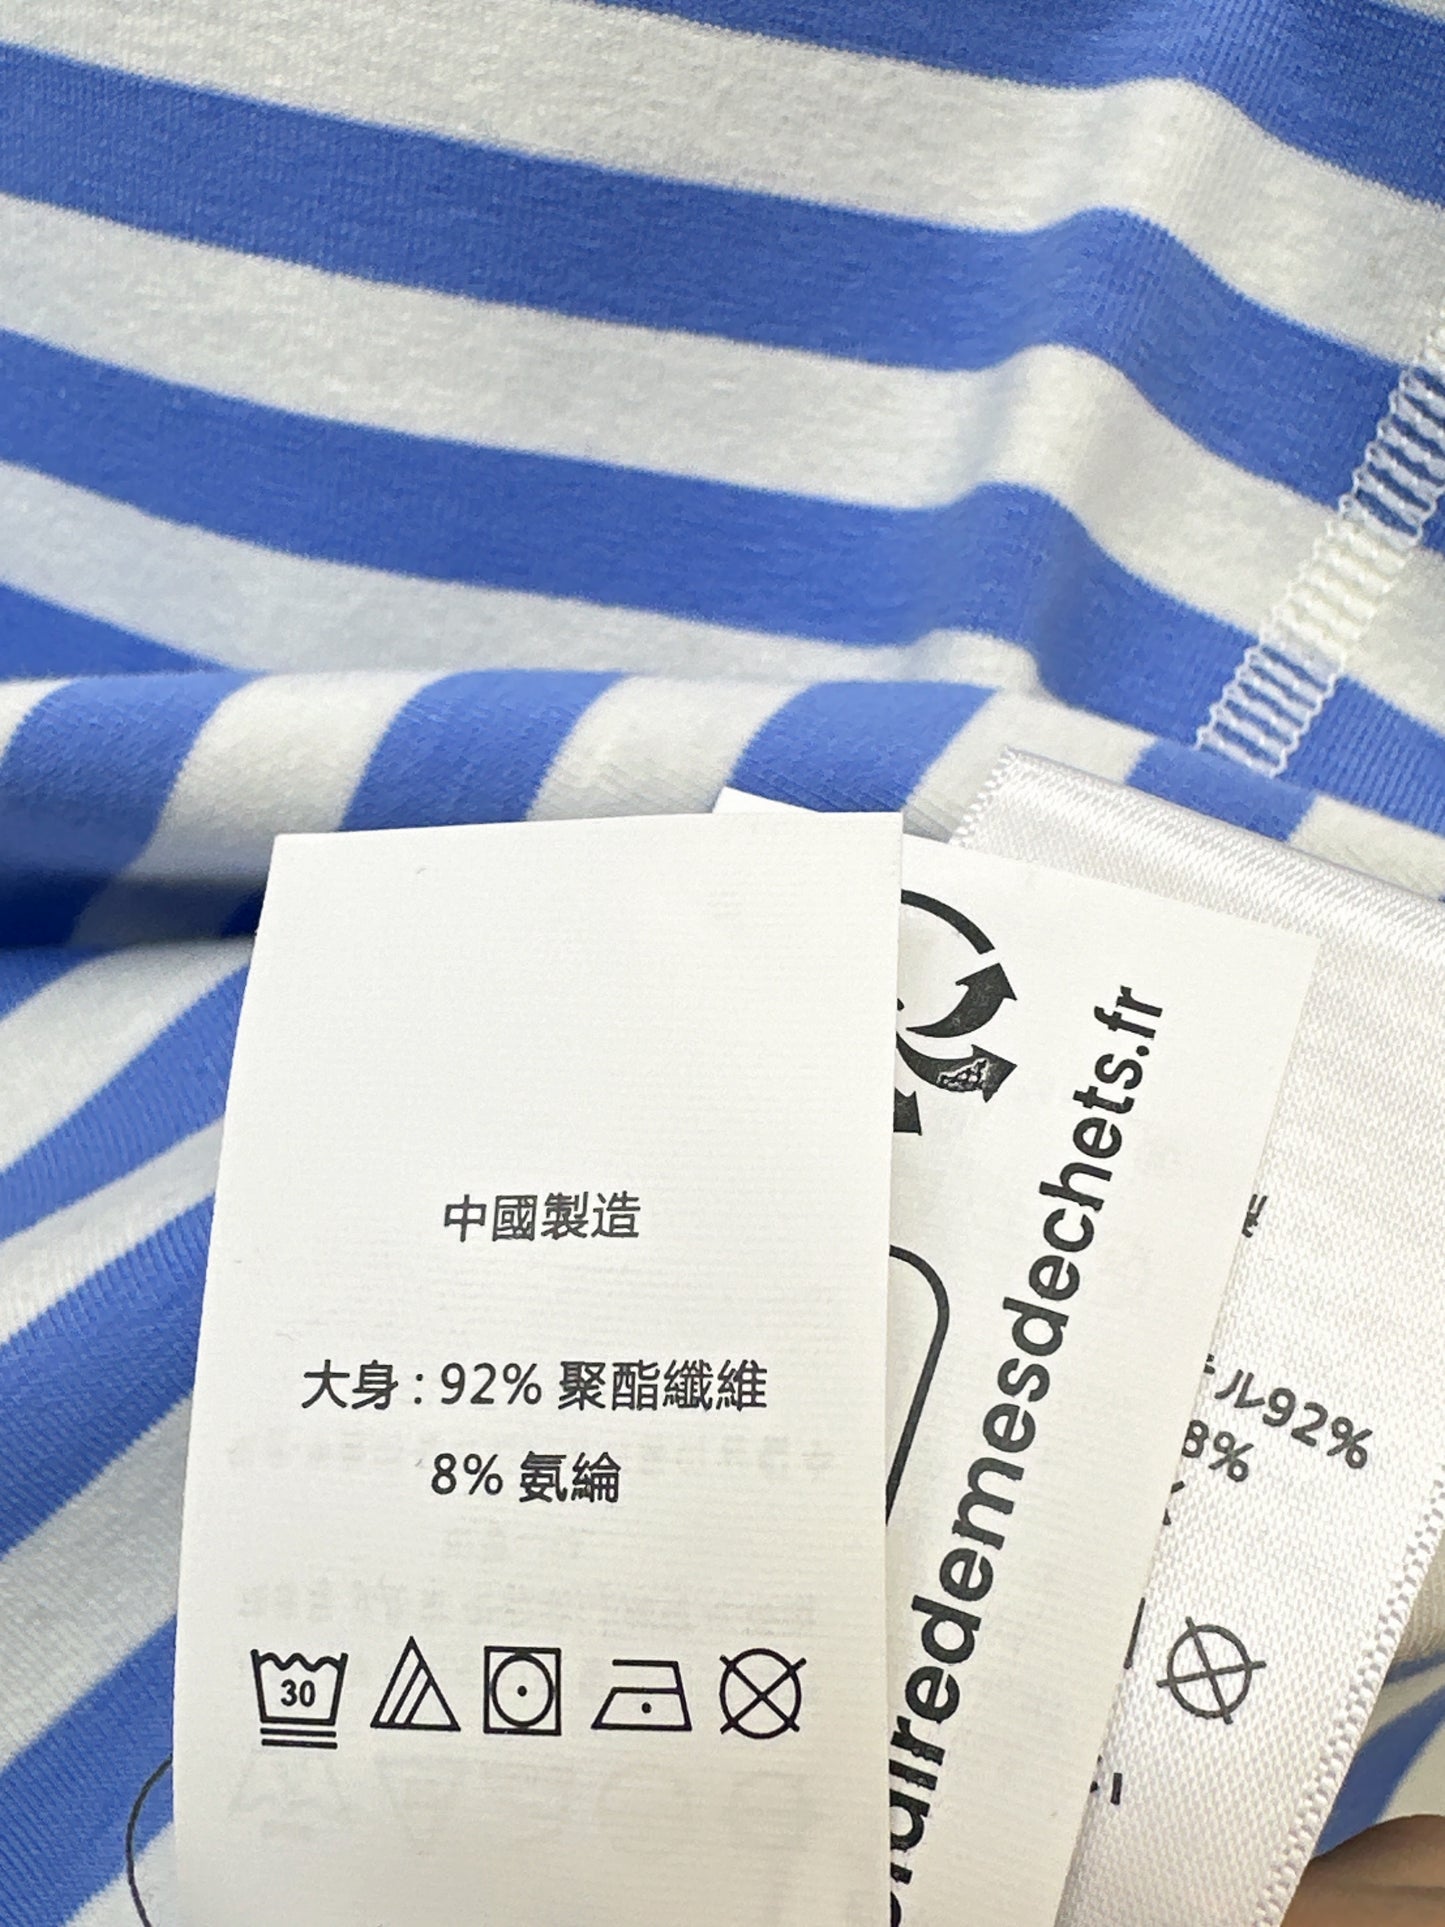 中國製造
大身 : 92% 聚酯纖維
8% 氨綸
30
iredemesdechets.fr
ル92%
8%